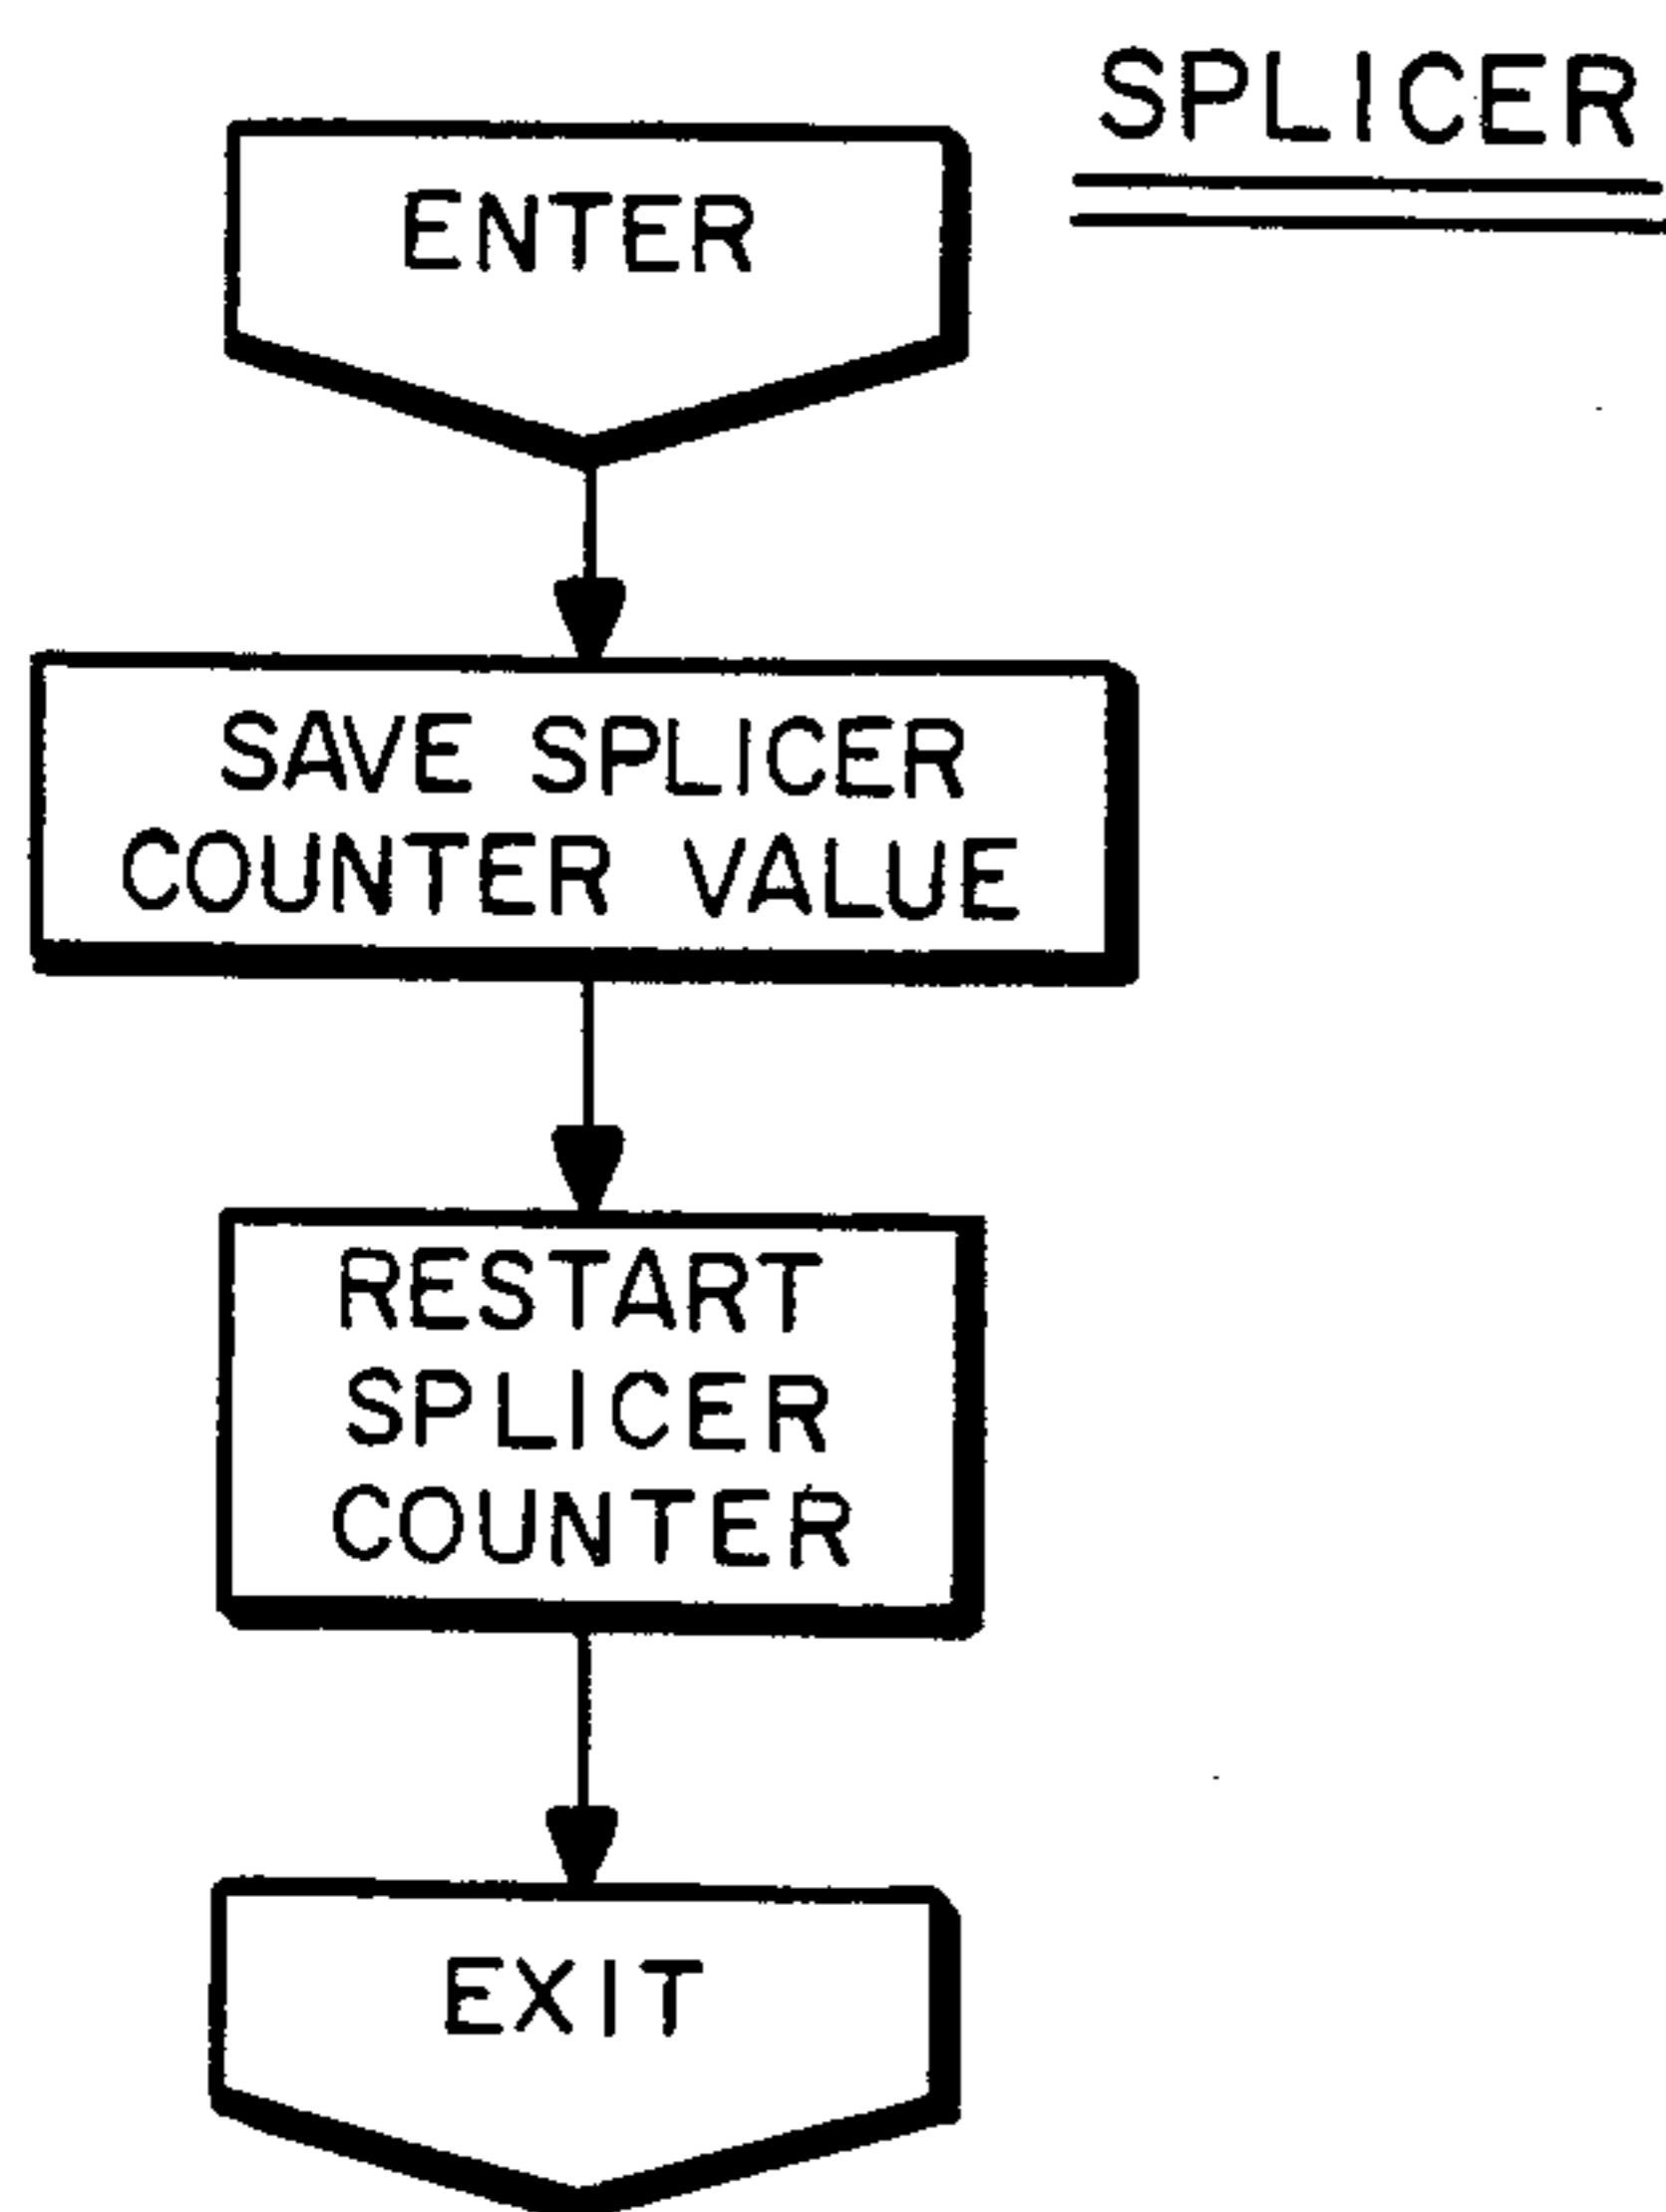 SPLICER
ENTER
SAVE SPLICER
COUNTER VALUE
RESTART
SPLICER
COUNTER
EXIT